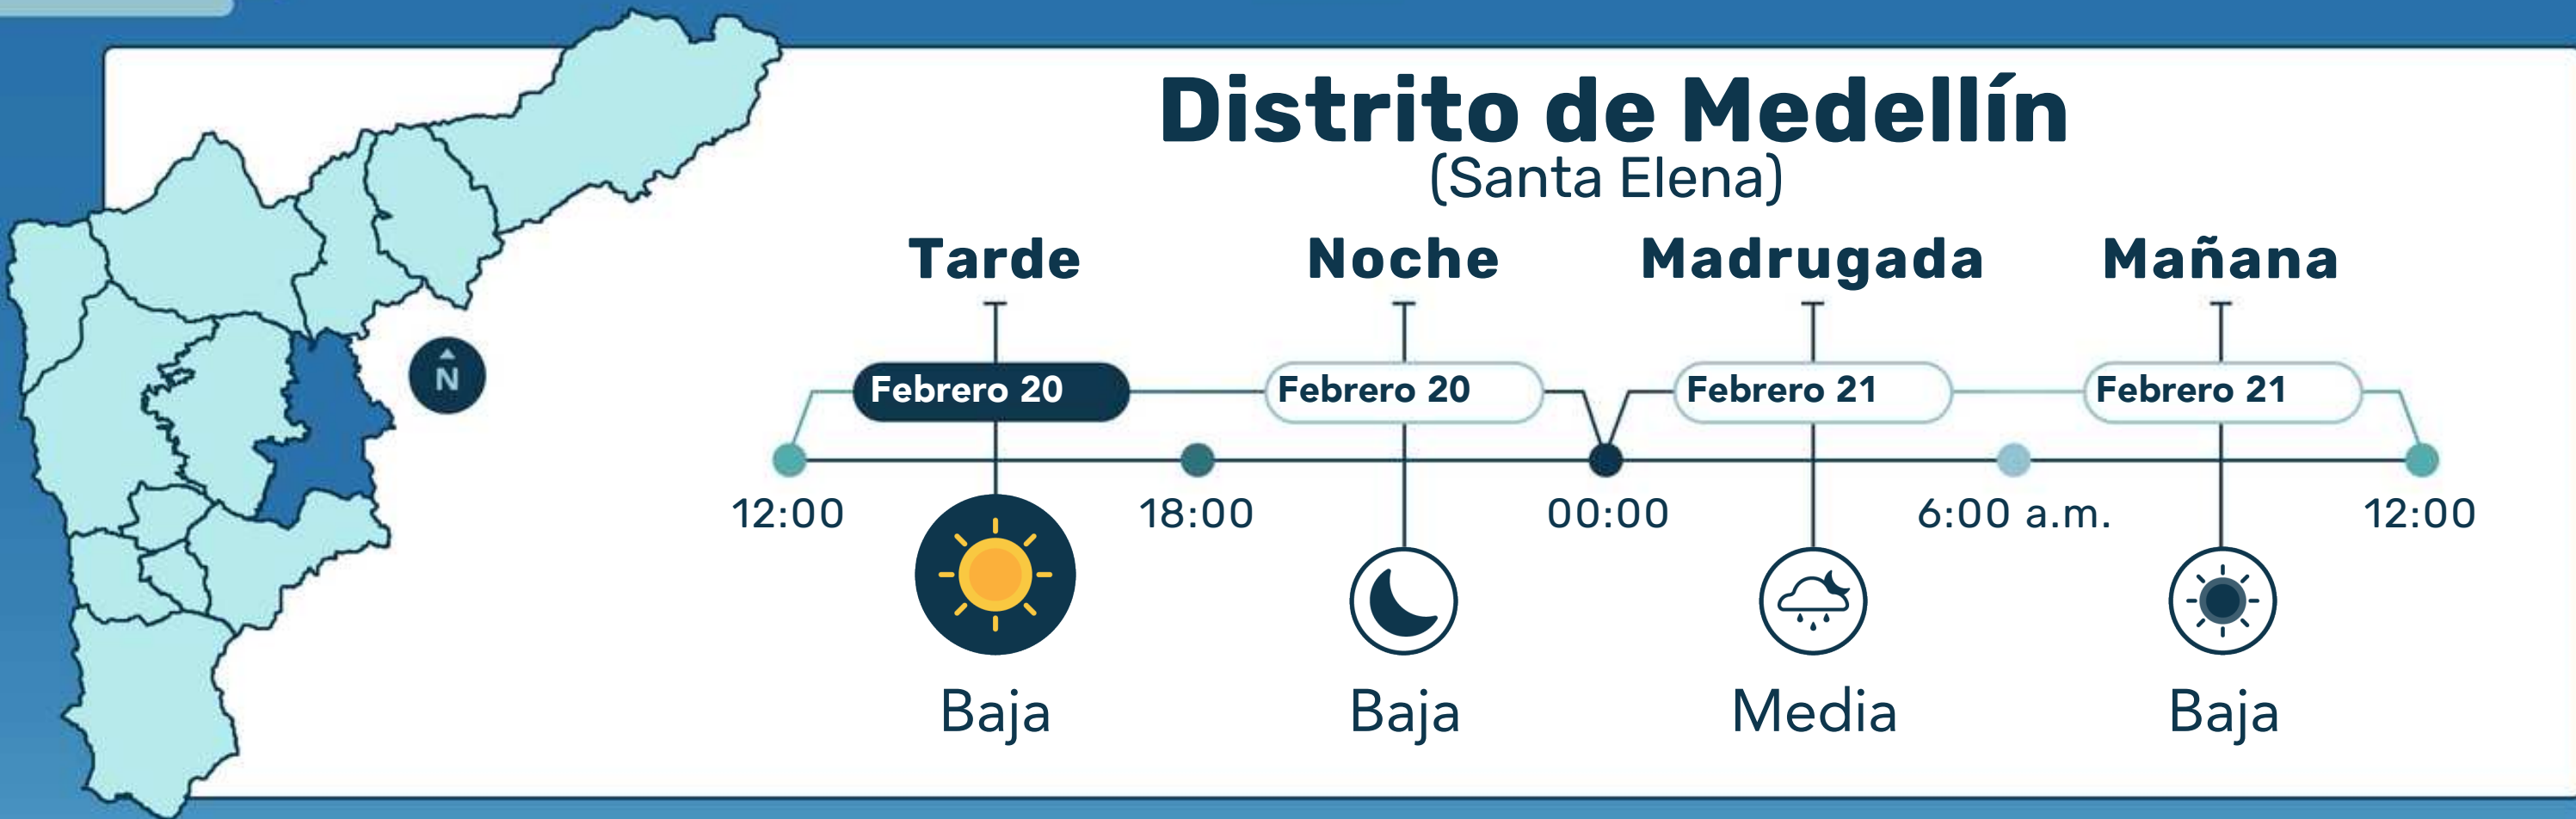 Distrito de Medellín
(Santa Elena)
Tarde Noche Madrugada Mañana
N
Febrero 20 Febrero 20 Febrero 21 Febrero 21
12:00 18:00 00:00 6:00 a.m. 12:00
Baja Baja Media Baja